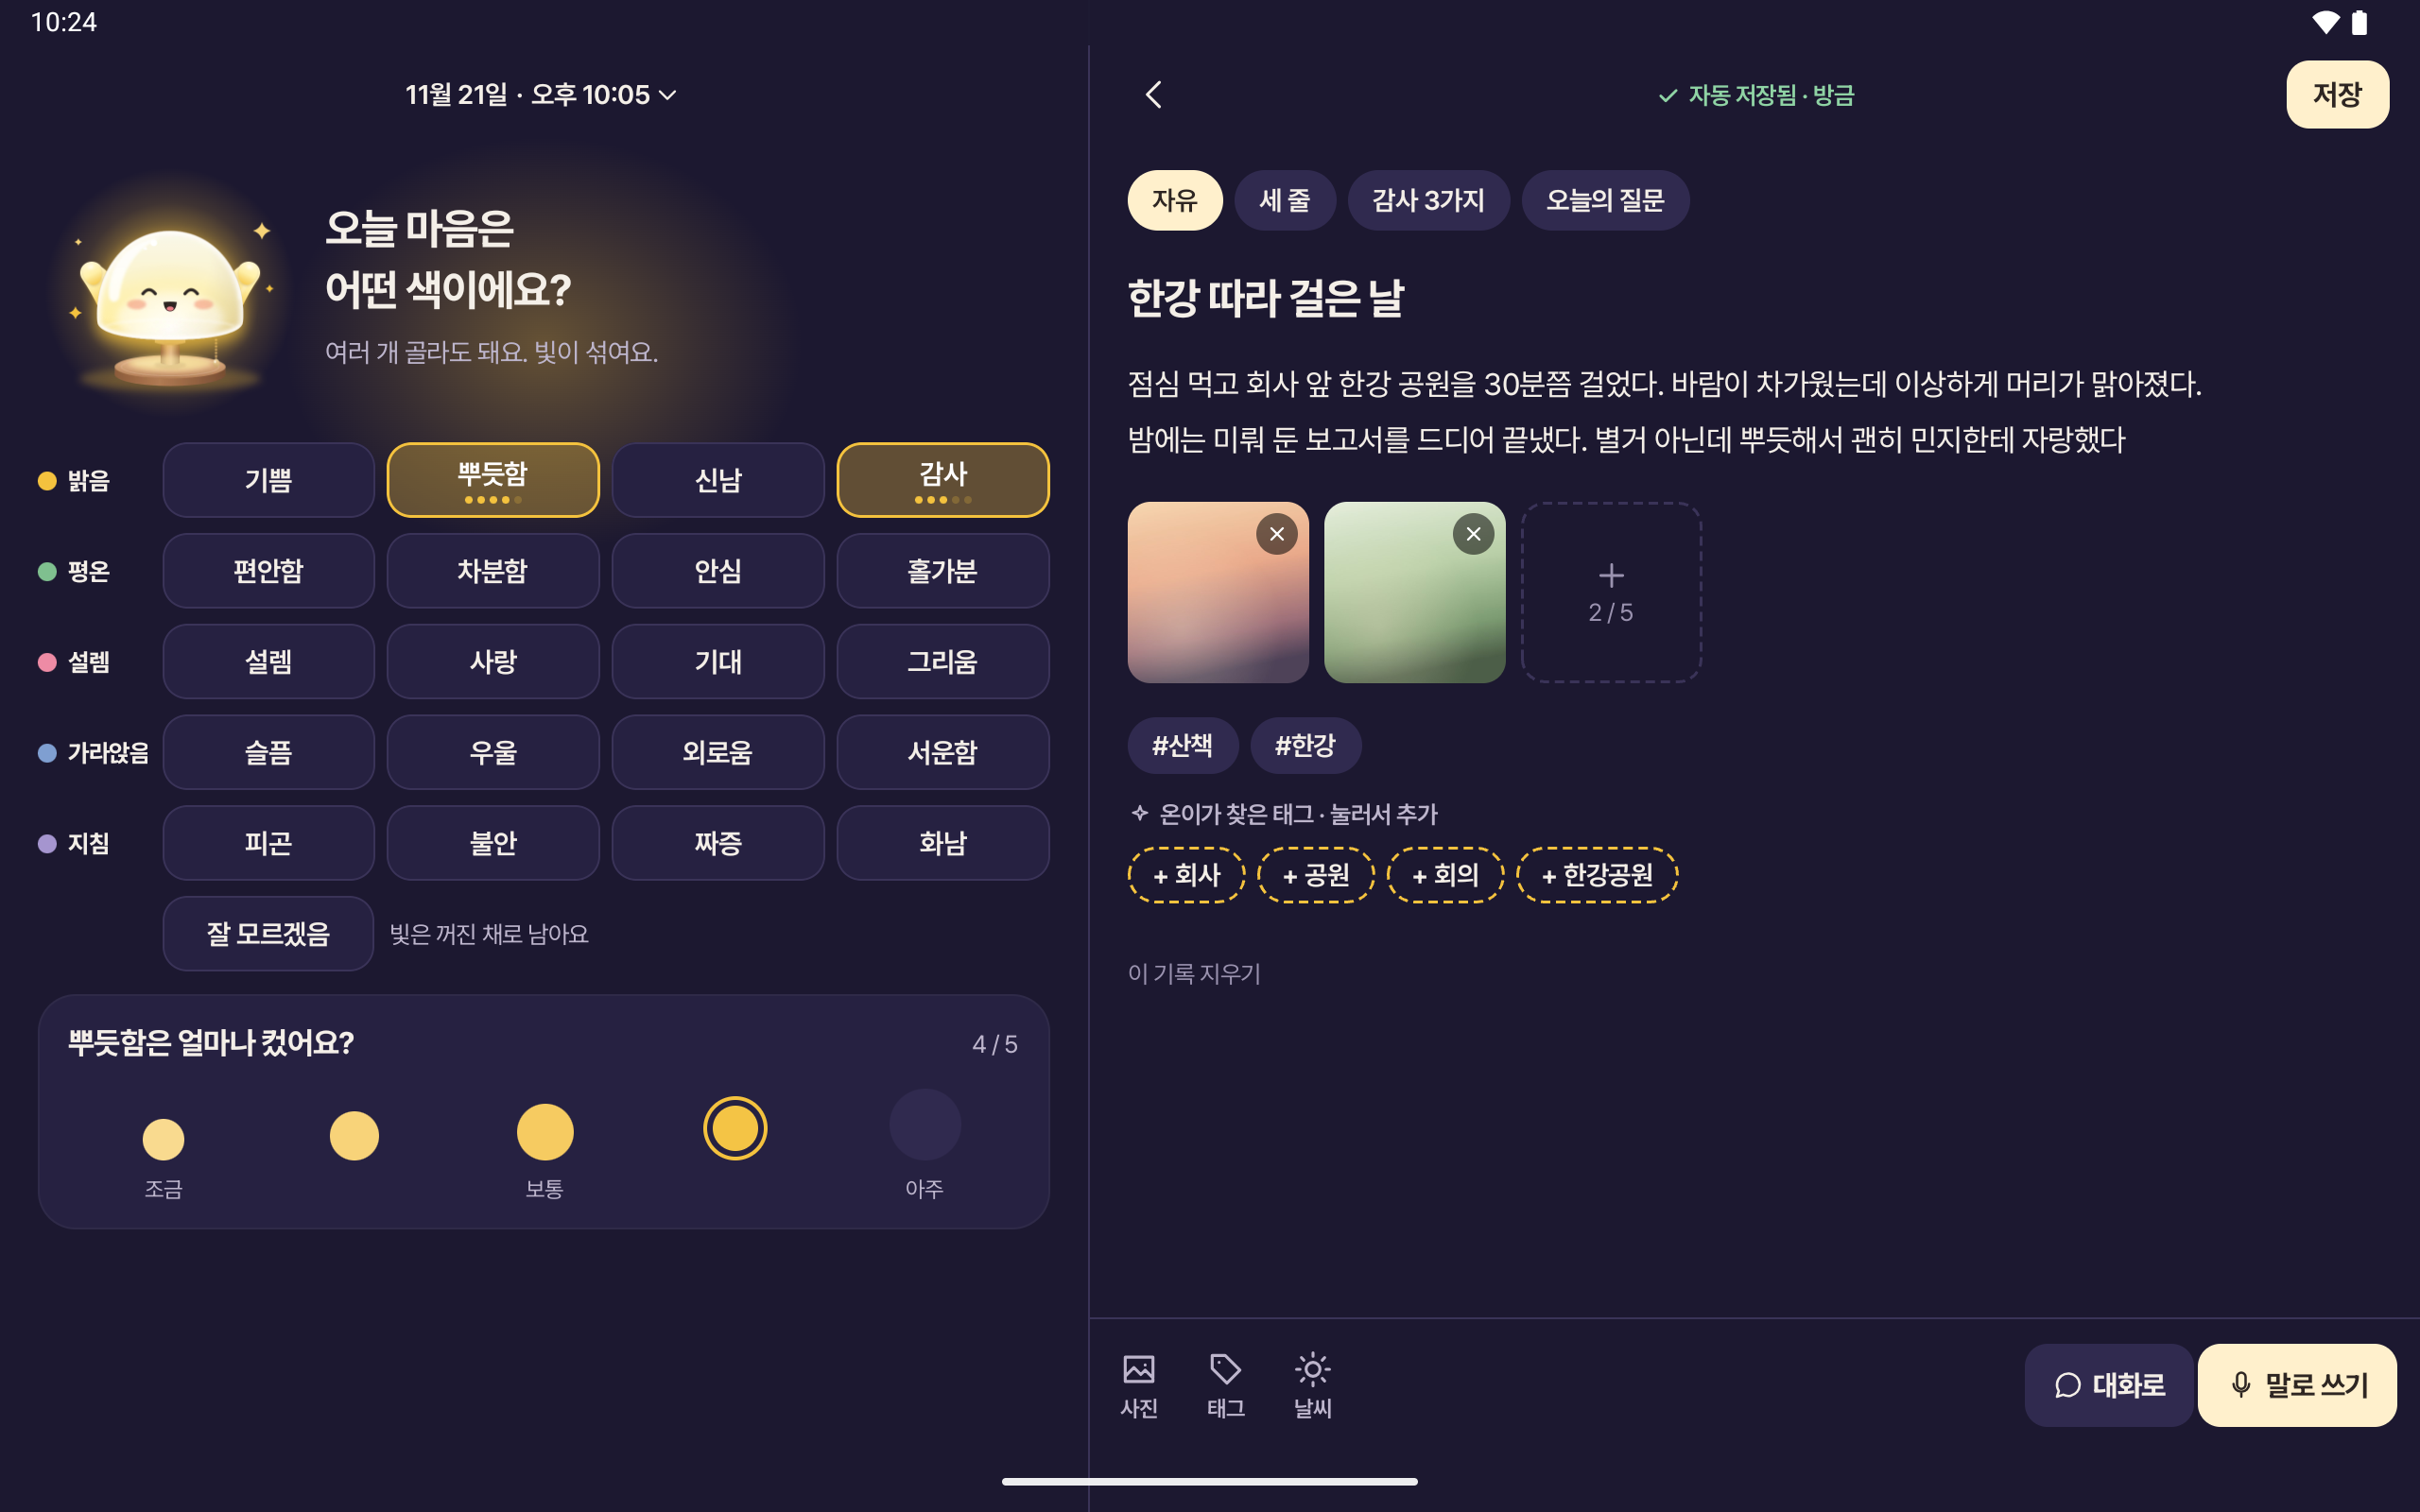 10:24
11월 21일 · 오후 10:05
오늘 마음은
어떤 색이에요?
여러 개 골라도 돼요. 빛이 섞여요.
밝음 기쁨 뿌듯함 신남 감사
평온 편안함 차분함 안심 홀가분
설렘 설렘 사랑 기대 그리움
가라앉음 슬픔 우울 외로움 서운함
지침 피곤 불안 짜증 화남
잘 모르겠음 빛은 꺼진 채로 남아요
뿌듯함은 얼마나 컸어요? 4 / 5
조금 보통 아주
자동 저장됨 · 방금
저장
자유 세 줄 감사 3가지 오늘의 질문
한강 따라 걸은 날
점심 먹고 회사 앞 한강 공원을 30분쯤 걸었다. 바람이 차가웠는데 이상하게 머리가 맑아졌다.
밤에는 미뤄 둔 보고서를 드디어 끝냈다. 별거 아닌데 뿌듯해서 괜히 민지한테 자랑했다
2 / 5
#산책 #한강
온이가 찾은 태그 · 눌러서 추가
+ 회사 + 공원 + 회의 + 한강공원
이 기록 지우기
사진 태그 날씨 대화로 말로 쓰기